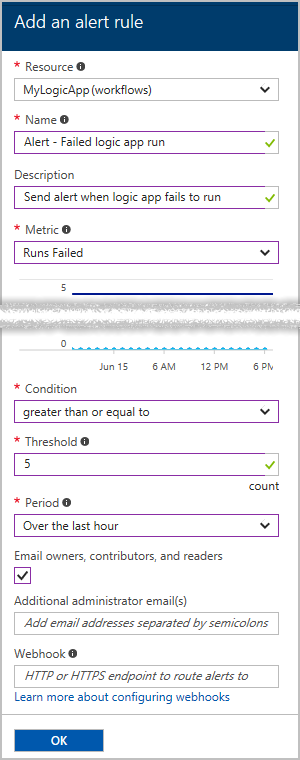 Add an alert rule
* Resource
MyLogicApp (workflows)
* Name
Alert - Failed logic app run
Description
Send alert when logic app fails to run
* Metric
Runs Failed
5
0
Jun 15 6 AM 12 PM 6 PM
* Condition
greater than or equal to
* Threshold
5
count
* Period
Over the last hour
Email owners, contributors, and readers
Additional administrator email(s)
Add email addresses separated by semicolons
Webhook
HTTP or HTTPS endpoint to route alerts to
Learn more about configuring webhooks
OK